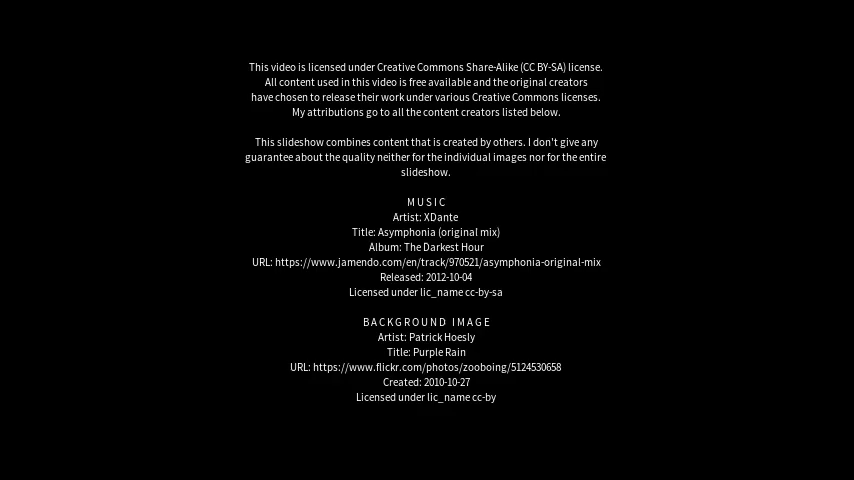 This video is licensed under Creative Commons Share-Alike (CC BY-SA) license.
All content used in this video is free available and the original creators
have chosen to release their work under various Creative Commons licenses.
My attributions go to all the content creators listed below.
This slideshow combines content that is created by others. I don't give any
guarantee about the quality neither for the individual images nor for the entire
slideshow.
MUSIC
Artist: XDante
Title: Asymphonia (original mix)
Album: The Darkest Hour
URL: https://www.jamendo.com/en/track/970521/asymphonia-original-mix
Released: 2012-10-04
Licensed under lic_name cc-by-sa
BACKGROUND IMAGE
Artist: Patrick Hoesly
Title: Purple Rain
URL: https://www.flickr.com/photos/zooboing/5124530658
Created: 2010-10-27
Licensed under lic_name cc-by